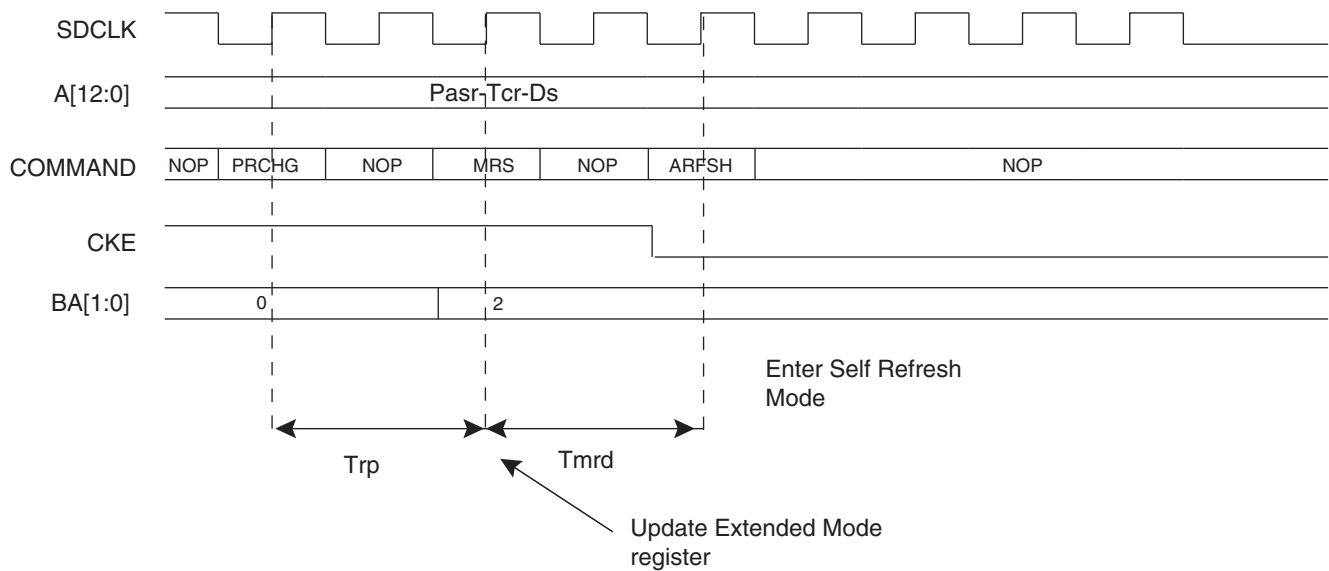 SDCLK
A[12:0]
Pasr-Tcr-Ds
COMMAND
NOP PRCHG NOP MRS NOP ARFSH NOP
CKE
BA[1:0]
0 2
Enter Self Refresh
Mode
Trp
Tmrd
Update Extended Mode
register